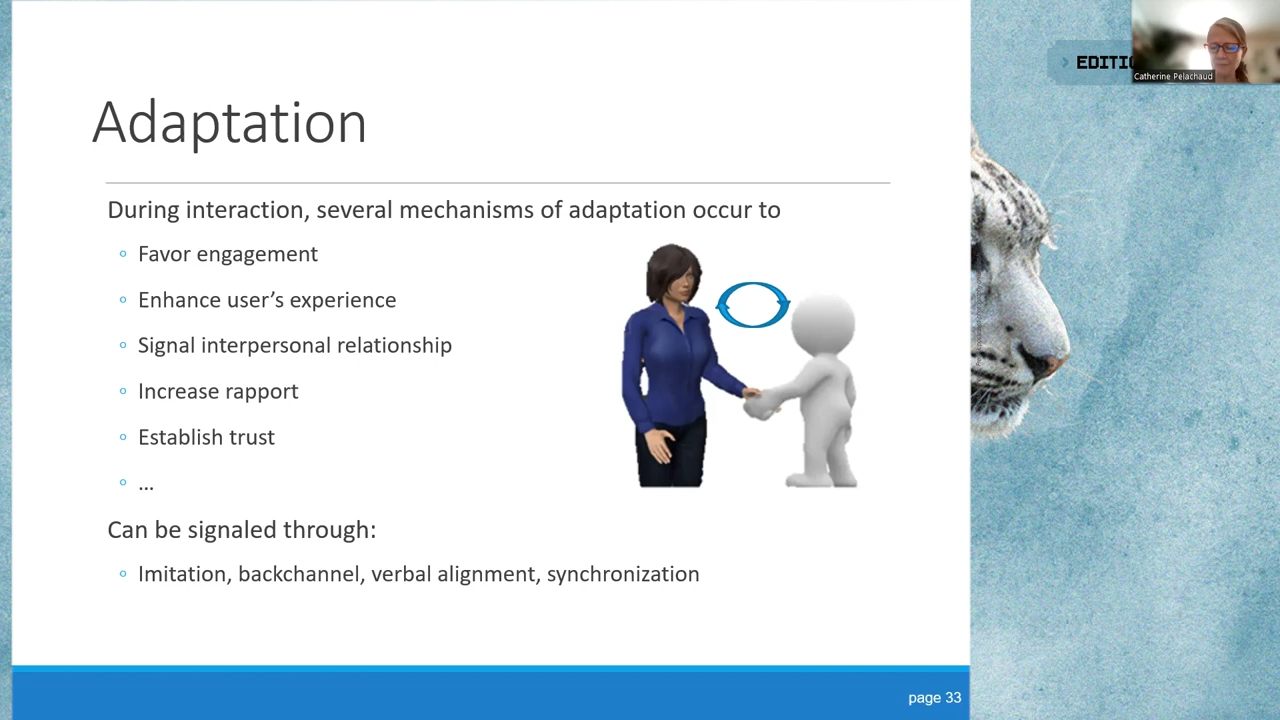 Adaptation
During interaction, several mechanisms of adaptation occur to
Favor engagement
Enhance user's experience
Signal interpersonal relationship
Increase rapport
Establish trust
...
Can be signaled through:
Imitation, backchannel, verbal alignment, synchronization
page 33
EDITIO
Catherine Pelachaud